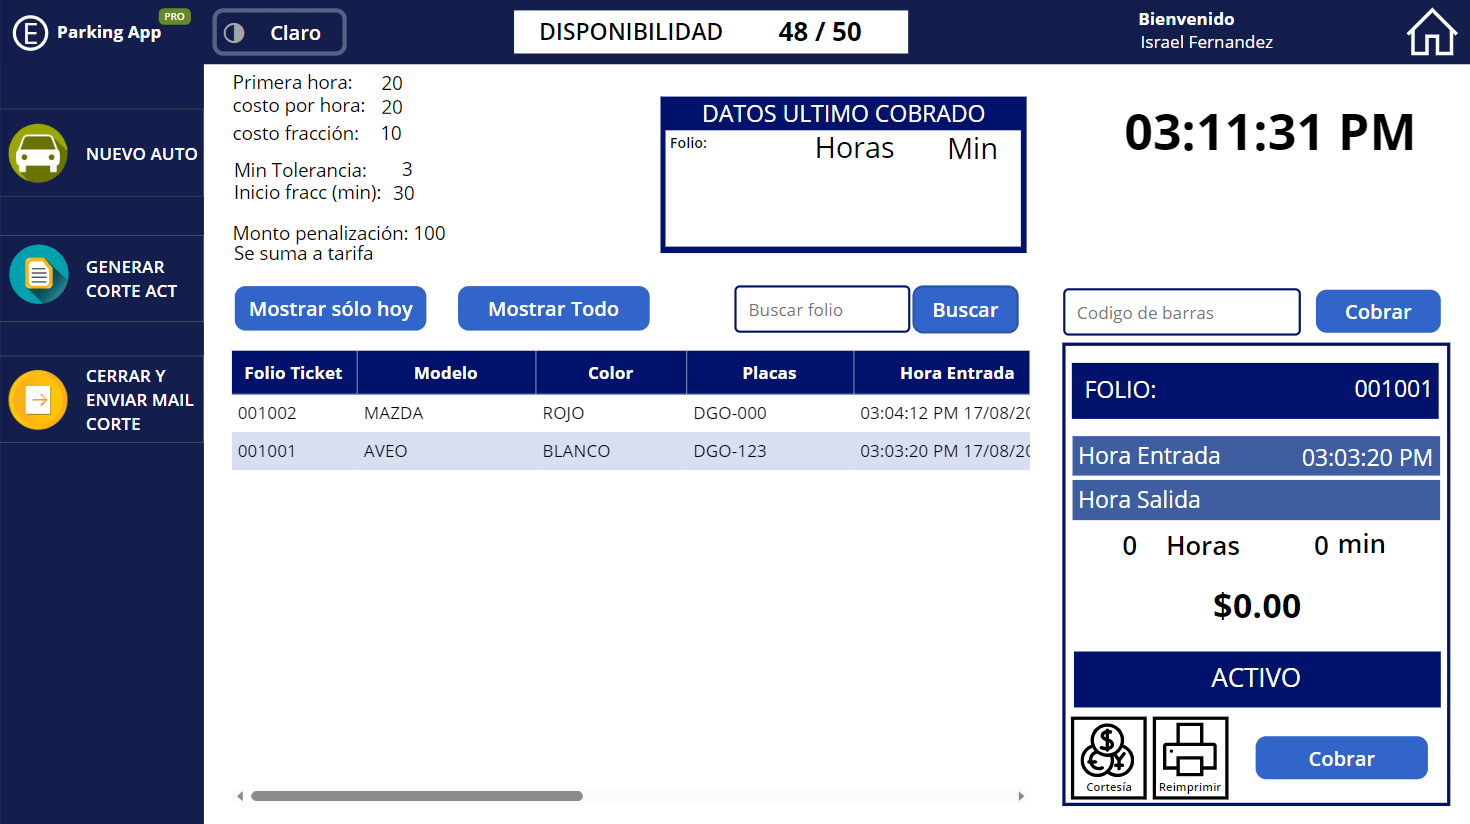 E Parking App PRO
Claro
DISPONIBILIDAD 48 / 50
Bienvenido
Israel Fernandez
NUEVO AUTO
GENERAR
CORTE ACT
CERRAR Y
ENVIAR MAIL
CORTE
Primera hora: 20
costo por hora: 20
costo fracción: 10
Min Tolerancia: 3
Inicio fracc (min): 30
Monto penalización: 100
Se suma a tarifa
DATOS ULTIMO COBRADO
Folio: Horas Min
03:11:31 PM
Mostrar sólo hoy
Mostrar Todo
Buscar folio
Buscar
Codigo de barras
Cobrar
Folio Ticket Modelo Color Placas Hora Entrada
001002 MAZDA ROJO DGO-000 03:04:12 PM 17/08/20
001001 AVEO BLANCO DGO-123 03:03:20 PM 17/08/20
FOLIO: 001001
Hora Entrada 03:03:20 PM
Hora Salida
0 Horas 0 min
$0.00
ACTIVO
Cortesía
Reimprimir
Cobrar